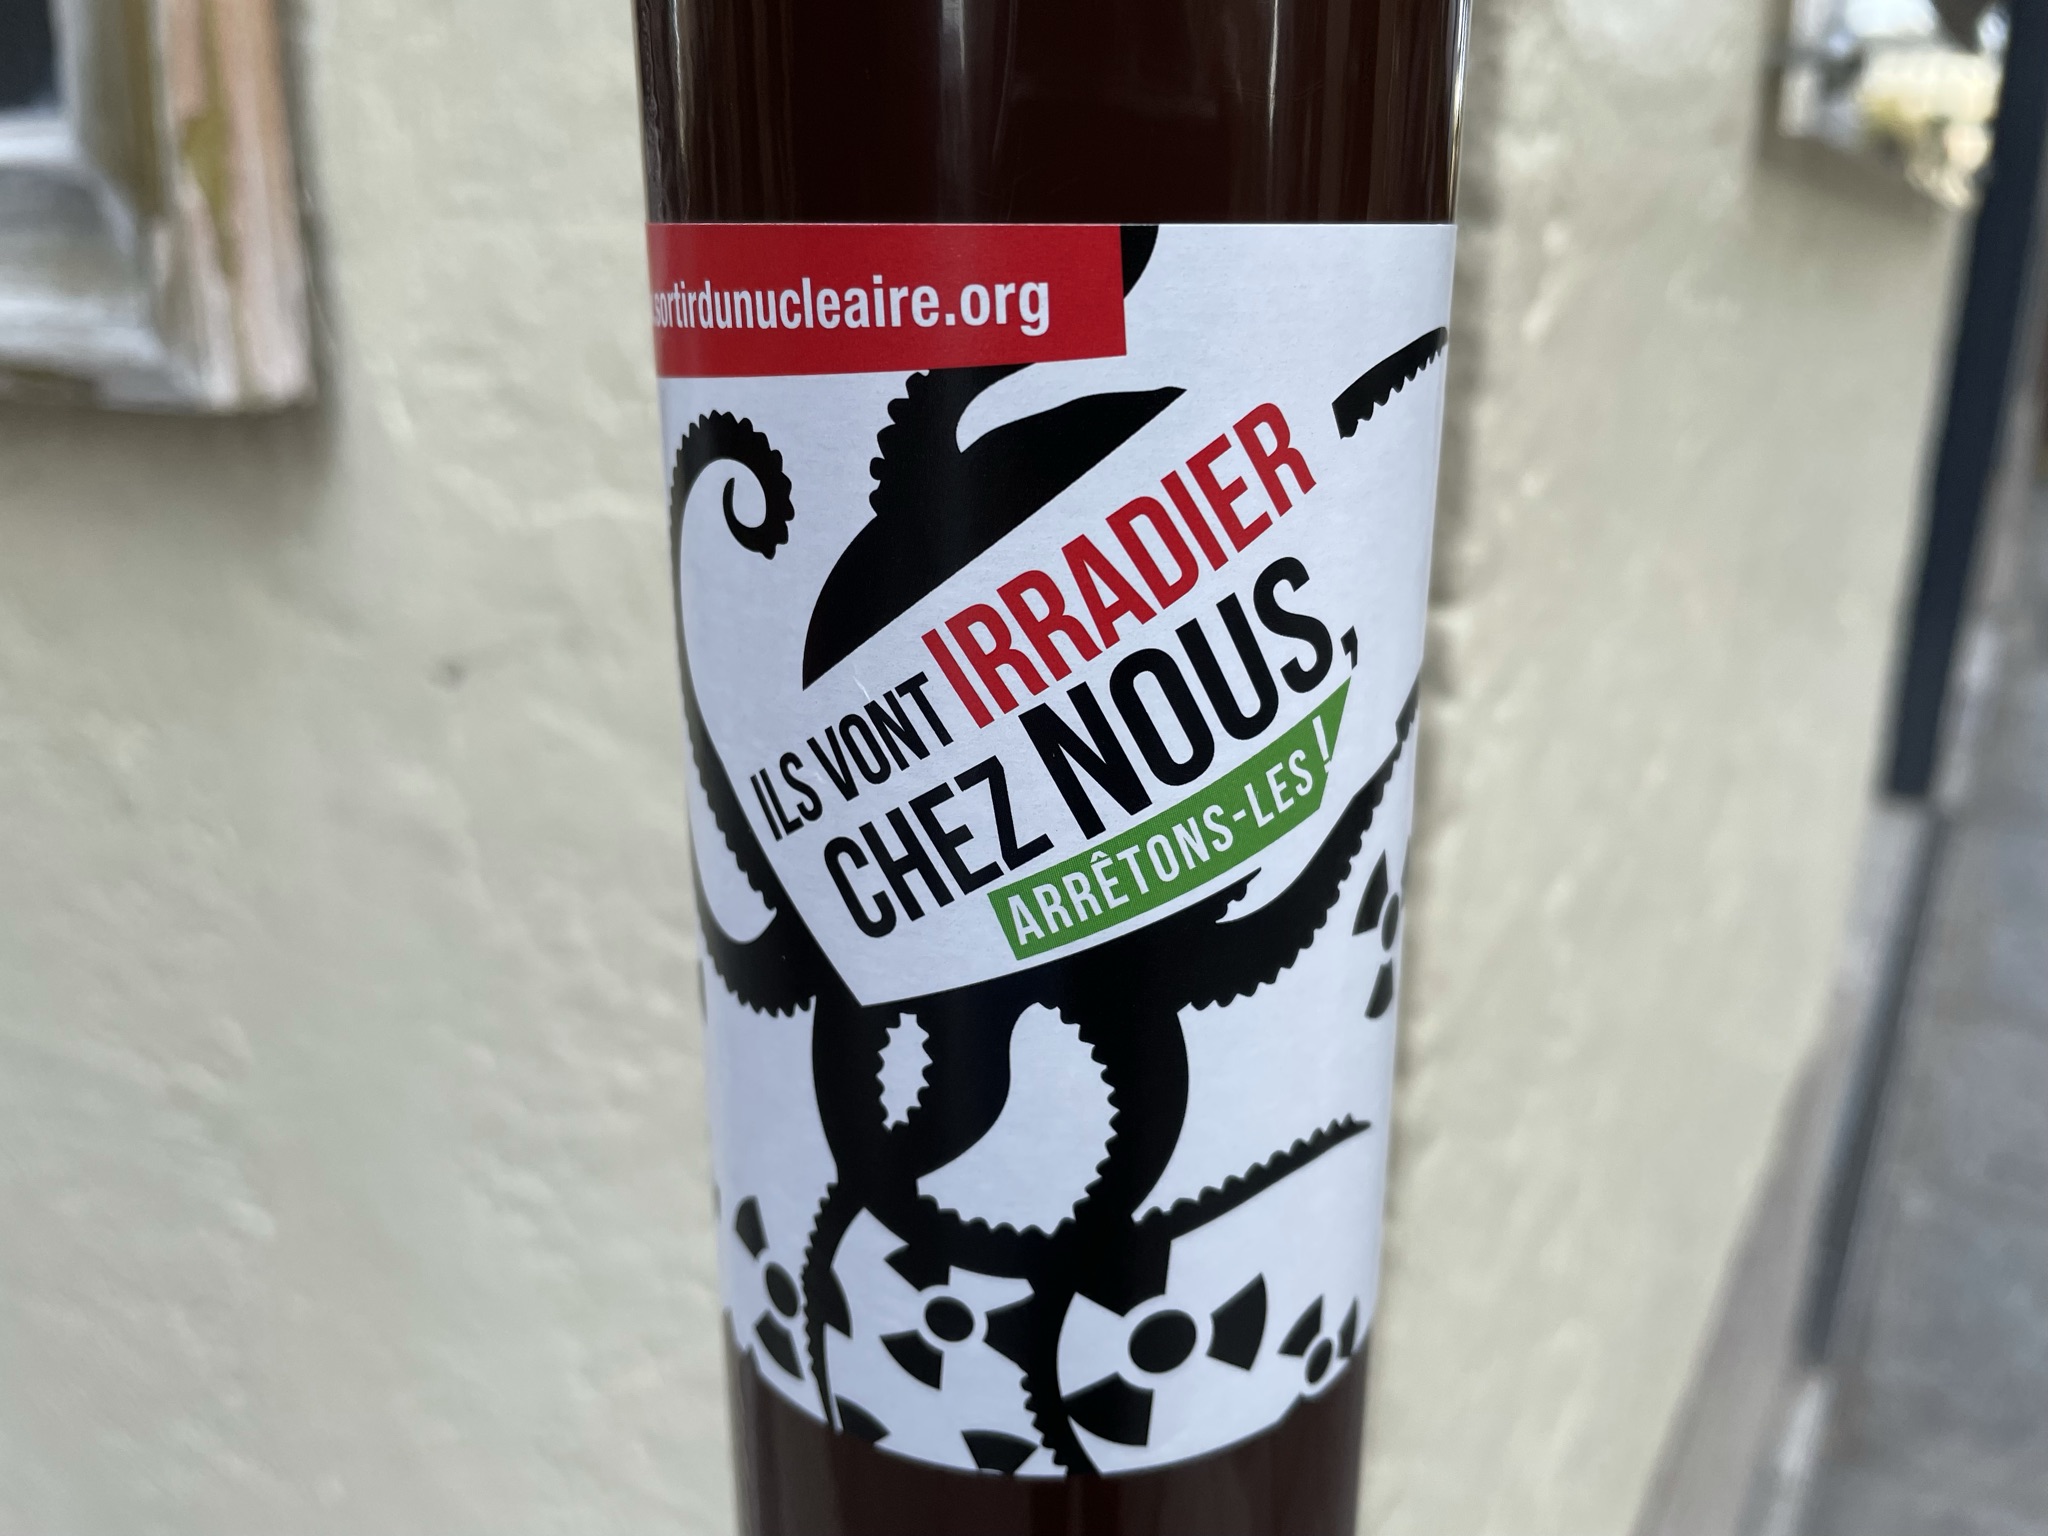 sortirdunucleaire.org
ILS VONT IRRADIER
CHEZ NOUS,
ARRÊTONS-LES !